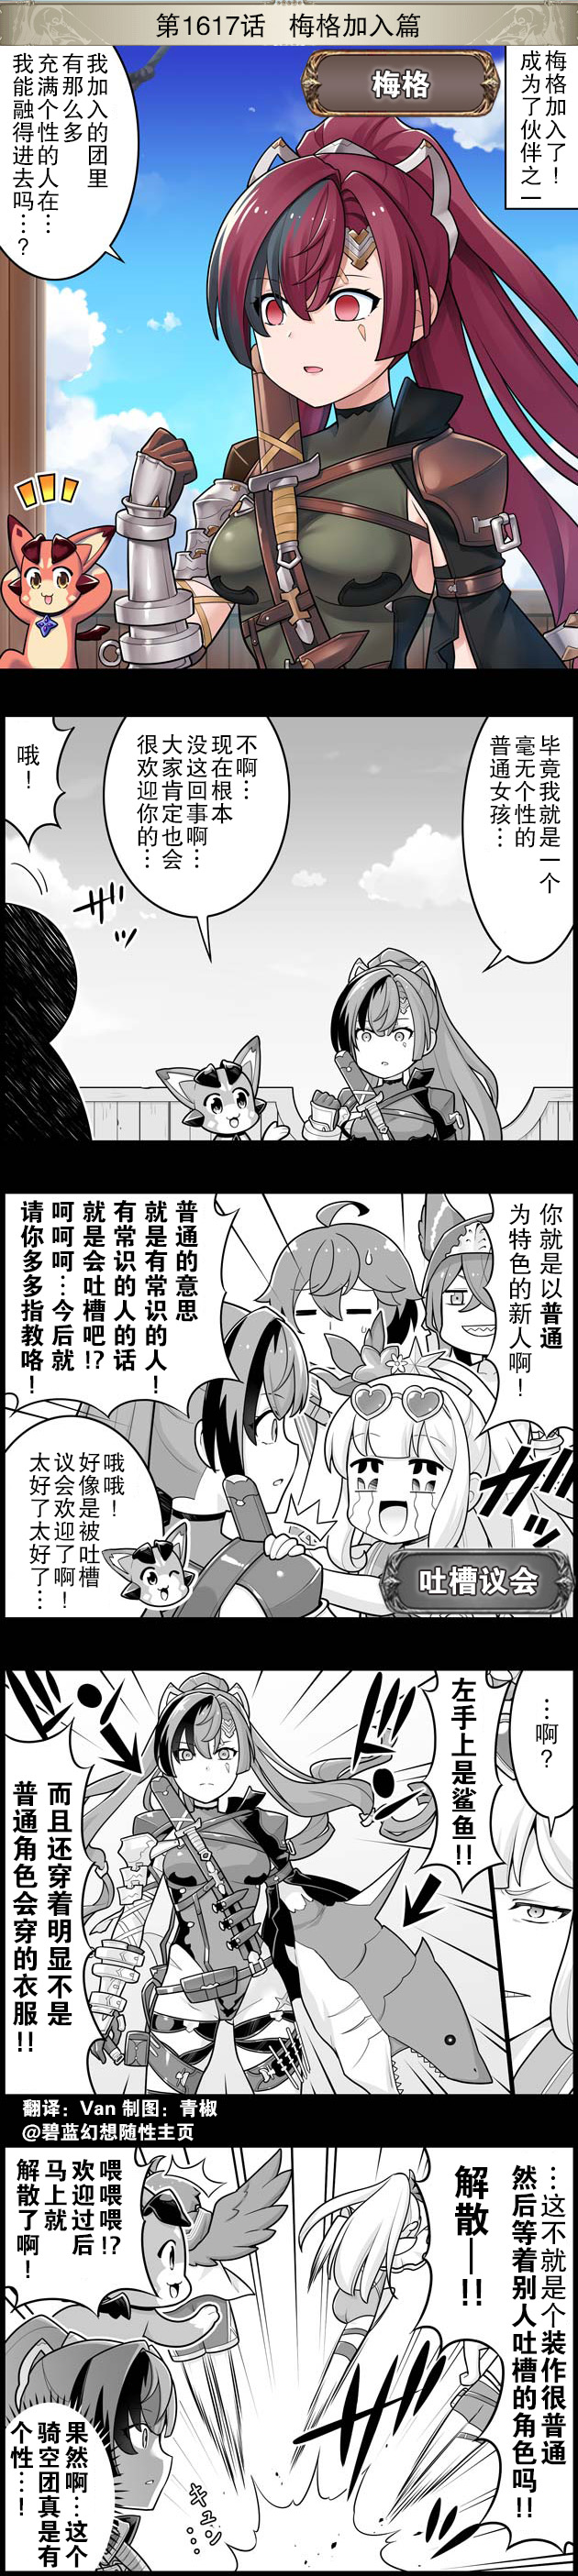 第1617话 梅格加入篇
梅格加入了！
成为了伙伴之一
梅格
我加入的团里
有那么多
充满个性的人在…
我能融得进去吗…？
毕竟我就是一个
毫无个性的
普通女孩…
不啊…
现在根本
没这回事啊…
大家肯定也会
很欢迎你的…
哦！
ザザッ
你就是以普通
为特色的新人啊！
普通的意思
就是有常识的人！
有常识的人的话
就是会吐槽吧!?
呵呵呵…今后就
请你多多指教咯！
ガッ
哦哦！
好像是被吐槽
议会欢迎了啊！
太好了太好了…
吐槽议会
…啊？
左手上是鲨鱼!!
而且还穿着明显不是
普通角色会穿的衣服!!
翻译：Van 制图：青椒
@碧蓝幻想随性主页
…这不就是个装作很普通
然后等着别人吐槽的角色吗!!
解散—!!
喂喂喂!?
欢迎过后
马上就
解散了啊！
果然啊…这个
骑空团真是有
个性…！
キュン…